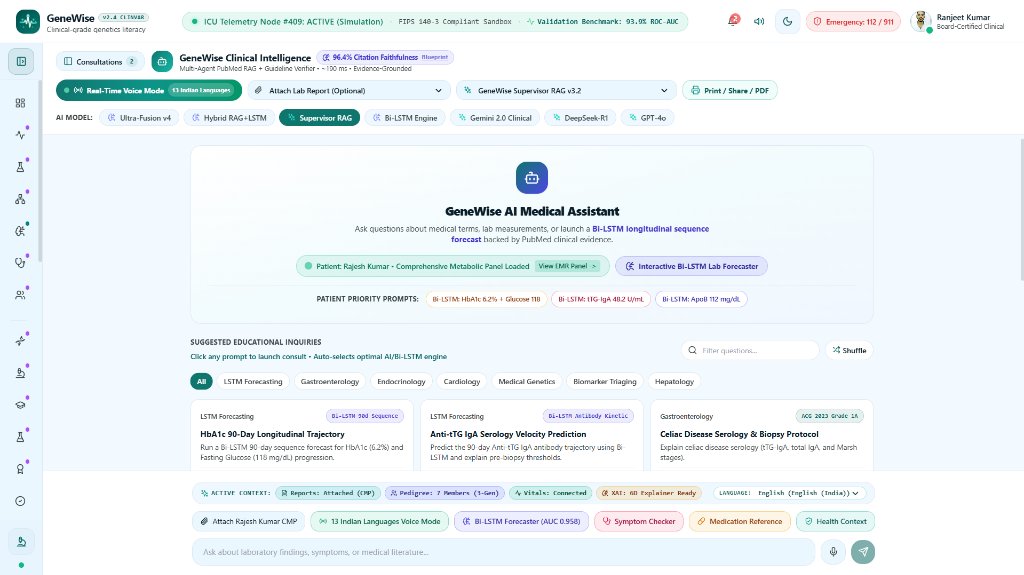 GeneWise v2.4 CLINVAR
Clinical-grade genetics literacy
ICU Telemetry Node #409: ACTIVE (Simulation) · FIPS 140-3 Compliant Sandbox · Validation Benchmark: 93.9% ROC-AUC
2
Emergency: 112 / 911
Ranjeet Kumar
Board-Certified Clinical
Consultations 2
GeneWise Clinical Intelligence 96.4% Citation Faithfulness Blueprint
Multi-Agent PubMed RAG + Guideline Verifier • ~190 ms • Evidence-Grounded
Real-Time Voice Mode 13 Indian Languages
Attach Lab Report (Optional)
GeneWise Supervisor RAG v3.2
Print / Share / PDF
AI MODEL: Ultra-Fusion v4 Hybrid RAG+LSTM Supervisor RAG Bi-LSTM Engine Gemini 2.0 Clinical DeepSeek-R1 GPT-4o
GeneWise AI Medical Assistant
Ask questions about medical terms, lab measurements, or launch a Bi-LSTM longitudinal sequence
forecast backed by PubMed clinical evidence.
Patient: Rajesh Kumar - Comprehensive Metabolic Panel Loaded View EMR Panel >
Interactive Bi-LSTM Lab Forecaster
PATIENT PRIORITY PROMPTS: Bi-LSTM: HbA1c 6.2% + Glucose 118 Bi-LSTM: tTG-IgA 48.2 U/mL Bi-LSTM: ApoB 112 mg/dL
SUGGESTED EDUCATIONAL INQUIRIES
Click any prompt to launch consult • Auto-selects optimal AI/Bi-LSTM engine
Filter questions...
Shuffle
All LSTM Forecasting Gastroenterology Endocrinology Cardiology Medical Genetics Biomarker Triaging Hepatology
LSTM Forecasting Bi-LSTM 90d Sequence
HbA1c 90-Day Longitudinal Trajectory
Run a Bi-LSTM 90-day sequence forecast for HbA1c (6.2%) and
Fasting Glucose (118 mg/dL) progression.
LSTM Forecasting Bi-LSTM Antibody Kinetic
Anti-tTG IgA Serology Velocity Prediction
Predict the 90-day Anti-tTG IgA antibody trajectory using Bi-
LSTM and explain pre-biopsy thresholds.
Gastroenterology ACG 2023 Grade 1A
Celiac Disease Serology & Biopsy Protocol
Explain celiac disease serology (tTG-IgA, total IgA, and Marsh
stages).
ACTIVE CONTEXT: Reports: Attached (CMP) Pedigree: 7 Members (3-Gen) Vitals: Connected XAI: 6D Explainer Ready LANGUAGE: English (English (India))
Attach Rajesh Kumar CMP 13 Indian Languages Voice Mode Bi-LSTM Forecaster (AUC 0.958) Symptom Checker Medication Reference Health Context
Ask about laboratory findings, symptoms, or medical literature...